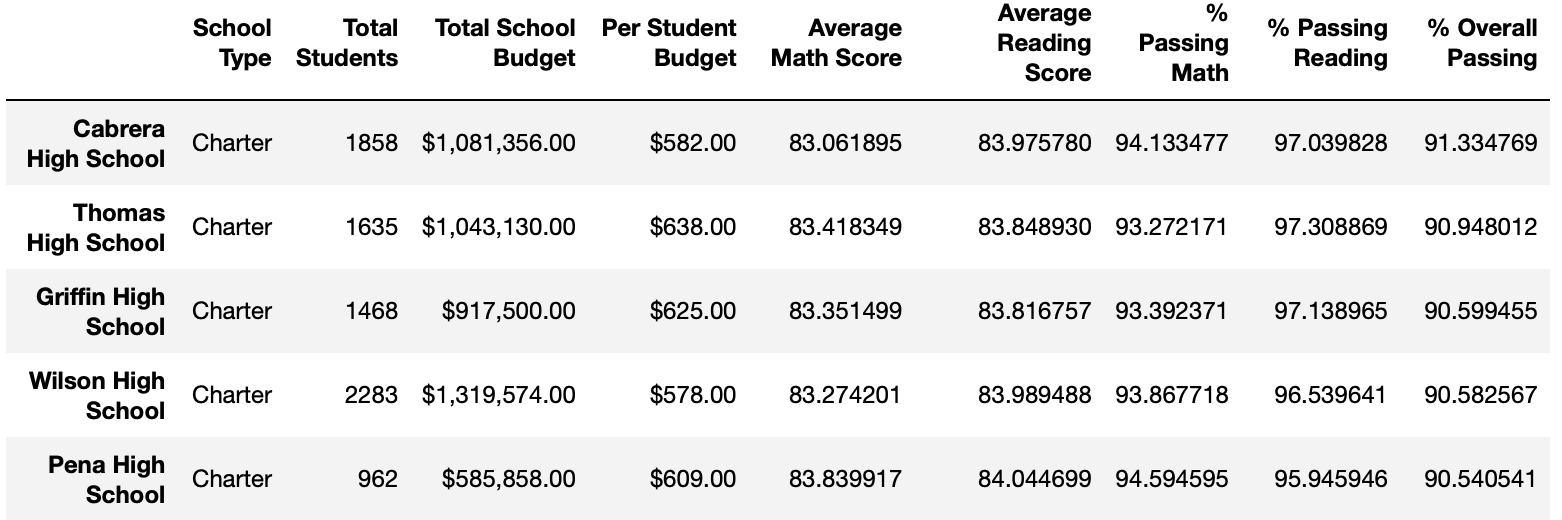 School Type Total Students Total School Budget Per Student Budget Average Math Score Average Reading Score % Passing Math % Passing Reading % Overall Passing
Cabrera High School Charter 1858 $1,081,356.00 $582.00 83.061895 83.975780 94.133477 97.039828 91.334769
Thomas High School Charter 1635 $1,043,130.00 $638.00 83.418349 83.848930 93.272171 97.308869 90.948012
Griffin High School Charter 1468 $917,500.00 $625.00 83.351499 83.816757 93.392371 97.138965 90.599455
Wilson High School Charter 2283 $1,319,574.00 $578.00 83.274201 83.989488 93.867718 96.539641 90.582567
Pena High School Charter 962 $585,858.00 $609.00 83.839917 84.044699 94.594595 95.945946 90.540541